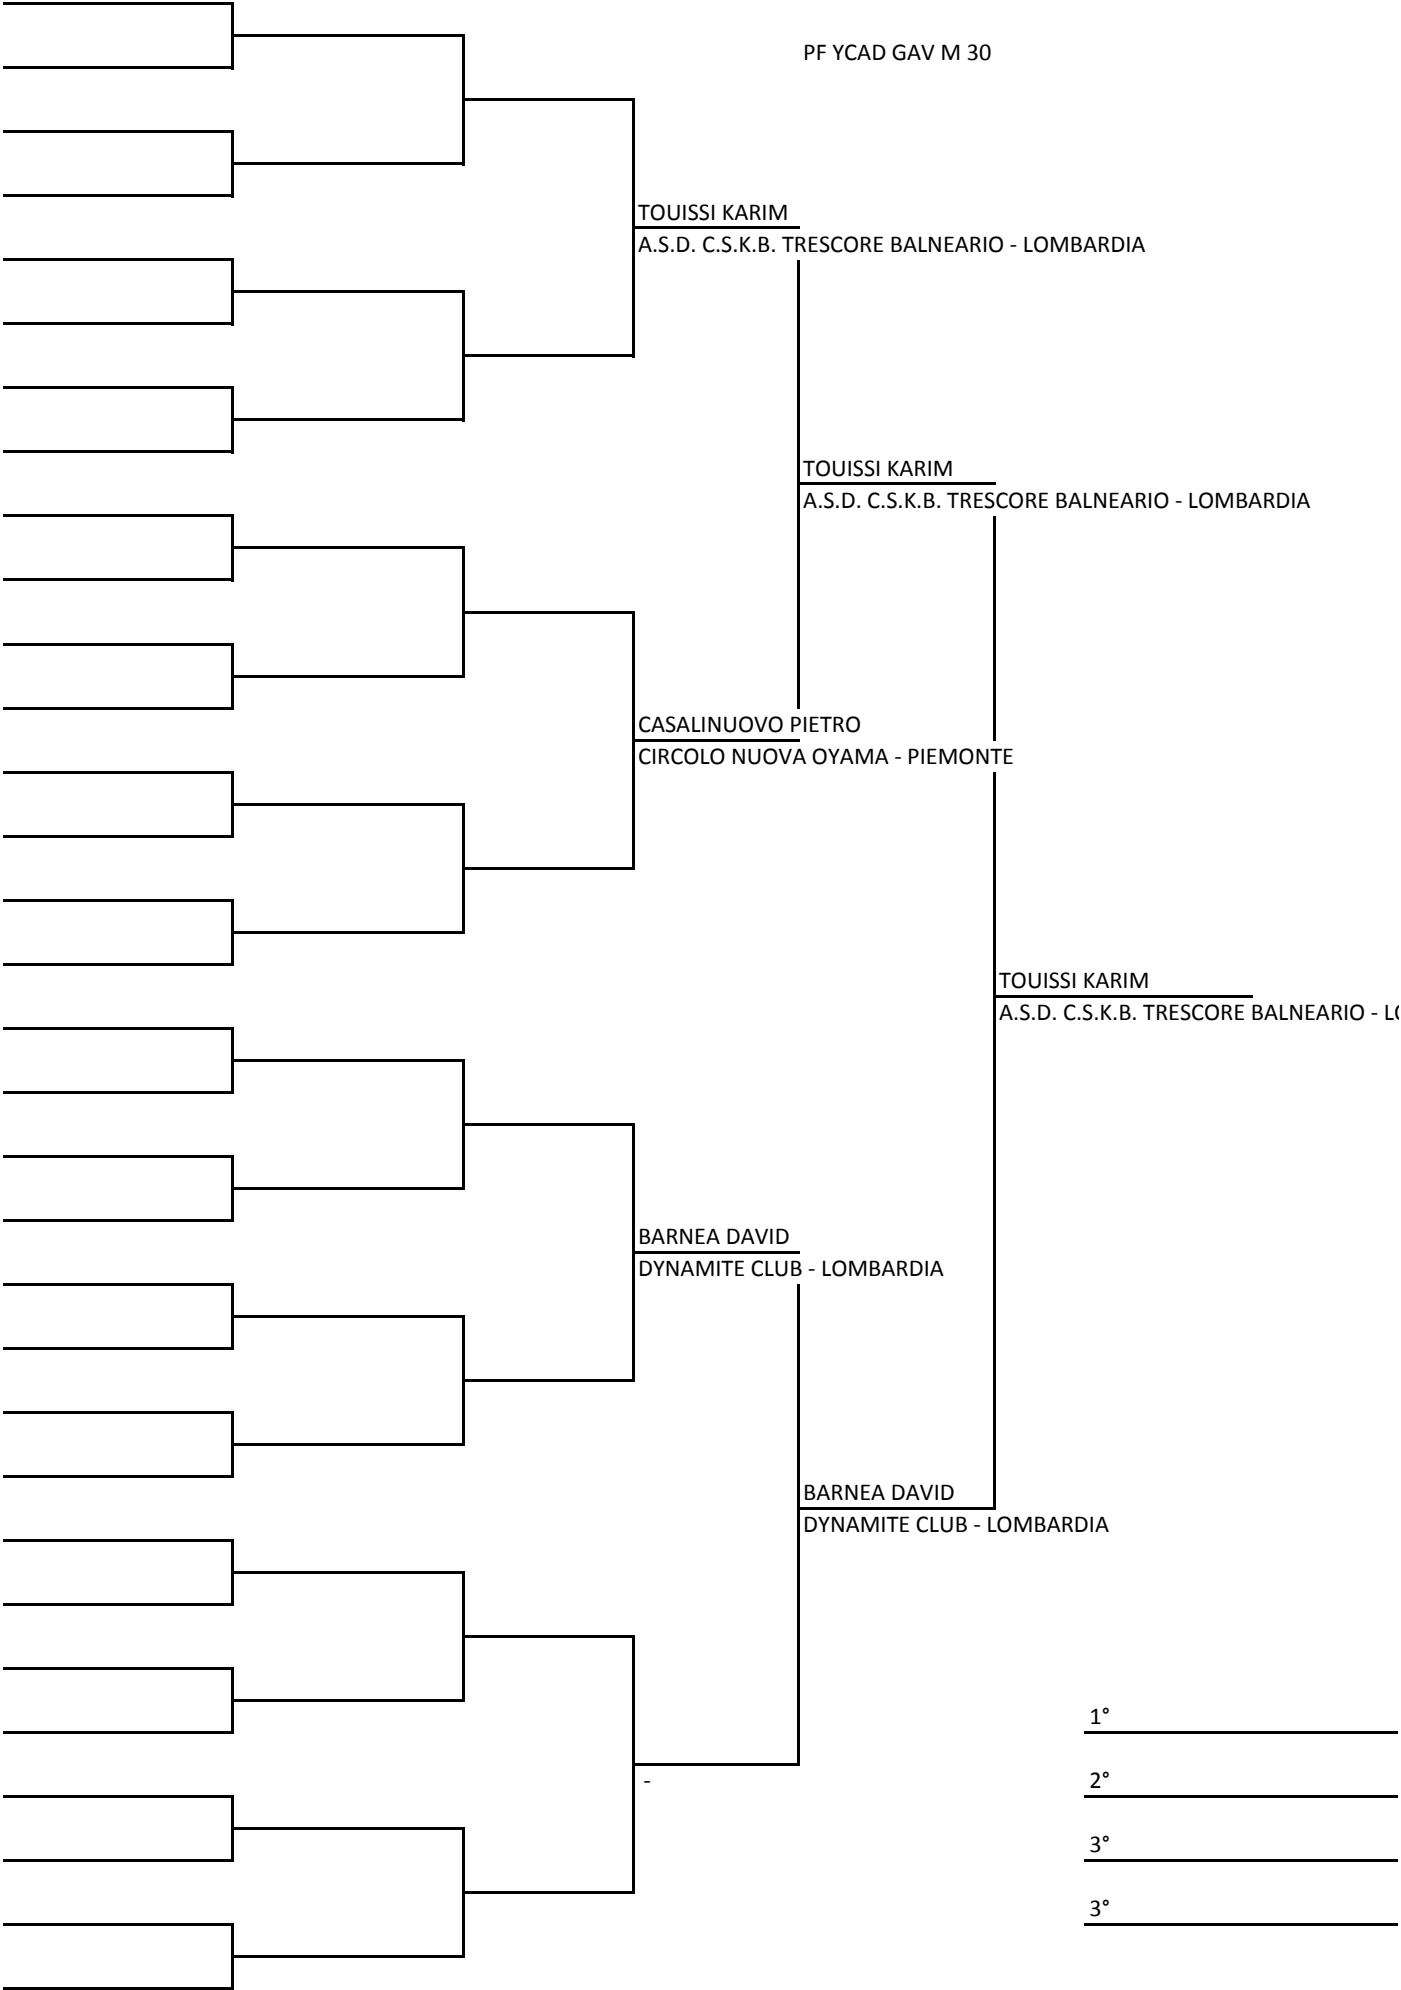 PF YCAD GAV M 30
TOUISSI KARIM
A.S.D. C.S.K.B. TRESCORE BALNEARIO - LOMBARDIA
TOUISSI KARIM
A.S.D. C.S.K.B. TRESCORE BALNEARIO - LOMBARDIA
CASALINUOVO PIETRO
CIRCOLO NUOVA OYAMA - PIEMONTE
TOUISSI KARIM
A.S.D. C.S.K.B. TRESCORE BALNEARIO - L
BARNEA DAVID
DYNAMITE CLUB - LOMBARDIA
BARNEA DAVID
DYNAMITE CLUB - LOMBARDIA
1°
-
2°
3°
3°